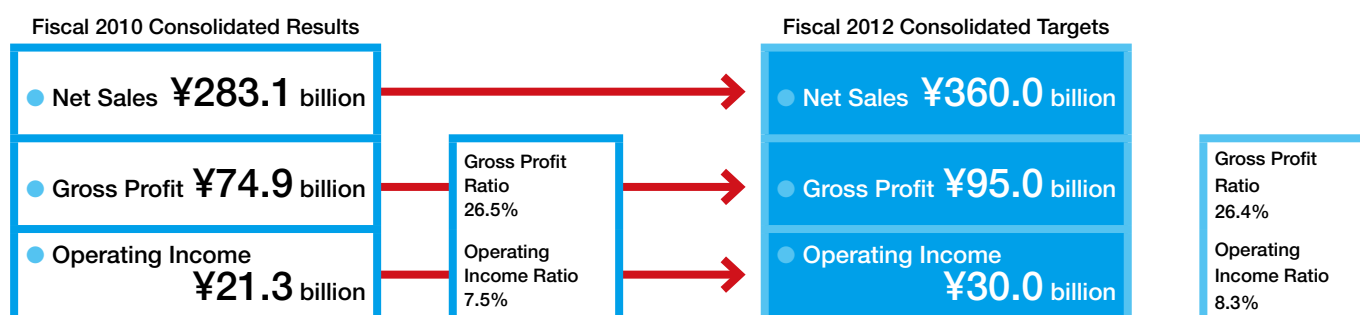 Fiscal 2010 Consolidated Results
Net Sales ¥283.1 billion
Gross Profit ¥74.9 billion
Operating Income
¥21.3 billion
Gross Profit
Ratio
26.5%
Operating
Income Ratio
7.5%
Fiscal 2012 Consolidated Targets
Net Sales ¥360.0 billion
Gross Profit ¥95.0 billion
Operating Income
¥30.0 billion
Gross Profit
Ratio
26.4%
Operating
Income Ratio
8.3%